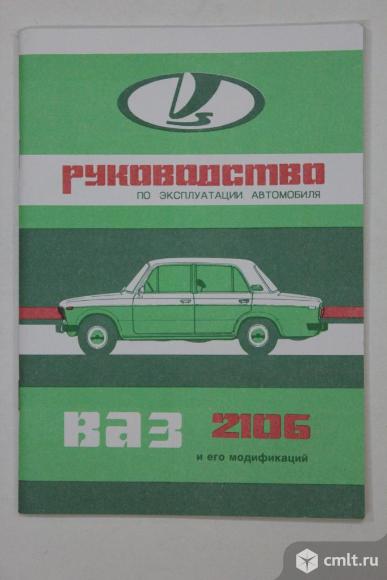 РУКОВОДСТВО
ПО ЭКСПЛУАТАЦИИ АВТОМОБИЛЯ
ВАЗ 2106
и его модификаций
cmlt.ru